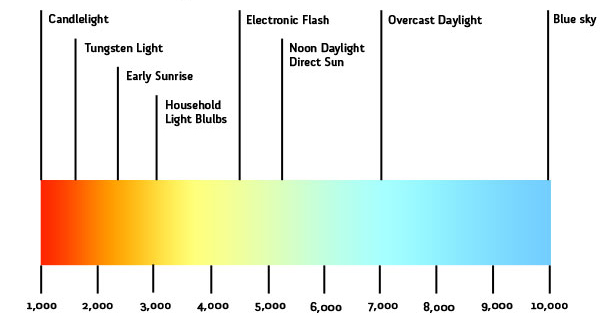 Candlelight
Tungsten Light
Early Sunrise
Household
Light Blulbs
Electronic Flash
Noon Daylight
Direct Sun
Overcast Daylight
Blue sky
1,000 2,000 3,000 4,000 5,000 6,000 7,000 8,000 9,000 10,000